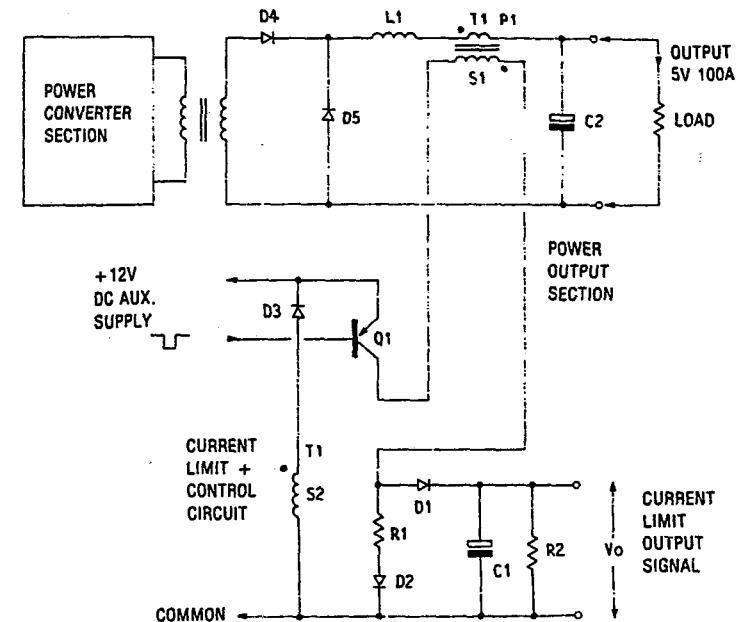 D4
L1
T1 P1
S1
OUTPUT
5V 100A
POWER
CONVERTER
SECTION
D5
C2
LOAD
POWER
OUTPUT
SECTION
+12V
DC AUX.
SUPPLY
D3
Q1
CURRENT
LIMIT +
CONTROL
CIRCUIT
T1
S2
D1
R1
D2
C1
R2
Vo
CURRENT
LIMIT
OUTPUT
SIGNAL
COMMON